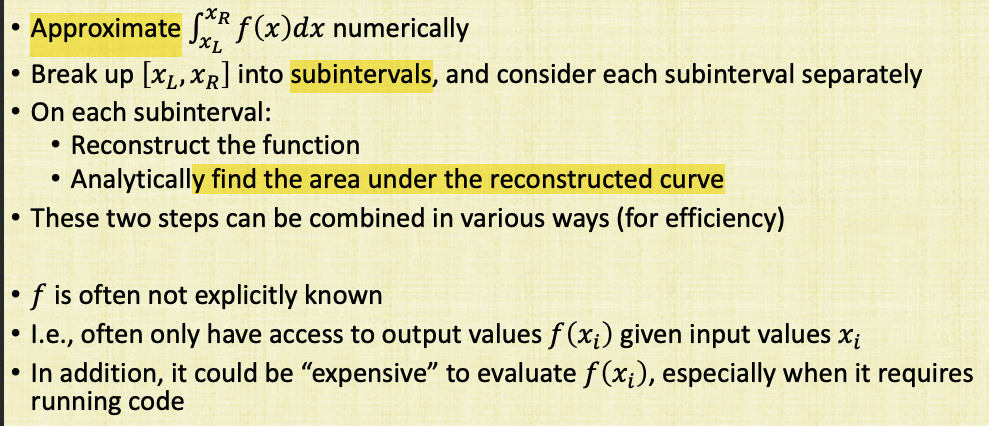 • Approximate ∫_{x_L}^{x_R} f(x)dx numerically
• Break up [x_L, x_R] into subintervals, and consider each subinterval separately
• On each subinterval:
• Reconstruct the function
• Analytically find the area under the reconstructed curve
• These two steps can be combined in various ways (for efficiency)
• f is often not explicitly known
• I.e., often only have access to output values f(x_i) given input values x_i
• In addition, it could be “expensive” to evaluate f(x_i), especially when it requires
running code